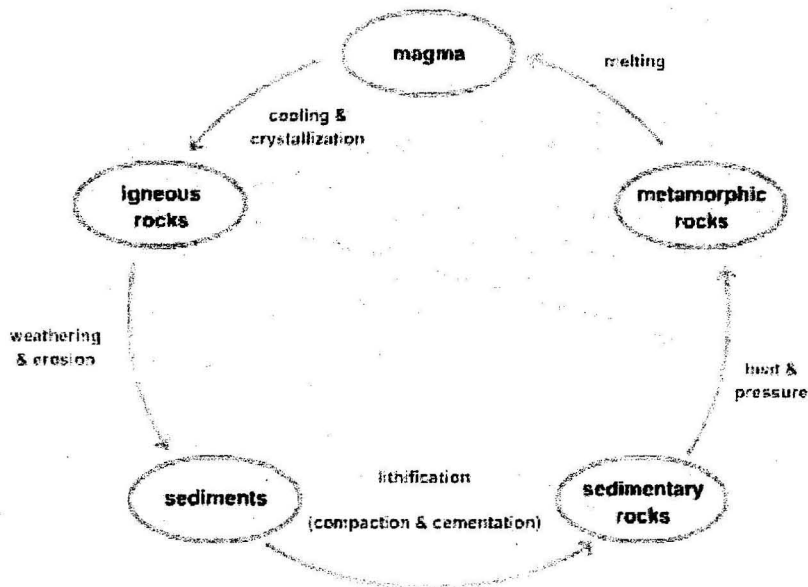 magma
melting
cooling &
crystallization
igneous
rocks
metamorphic
rocks
weathering
& erosion
heat &
pressure
sediments
lithification
(compaction & cementation)
sedimentary
rocks